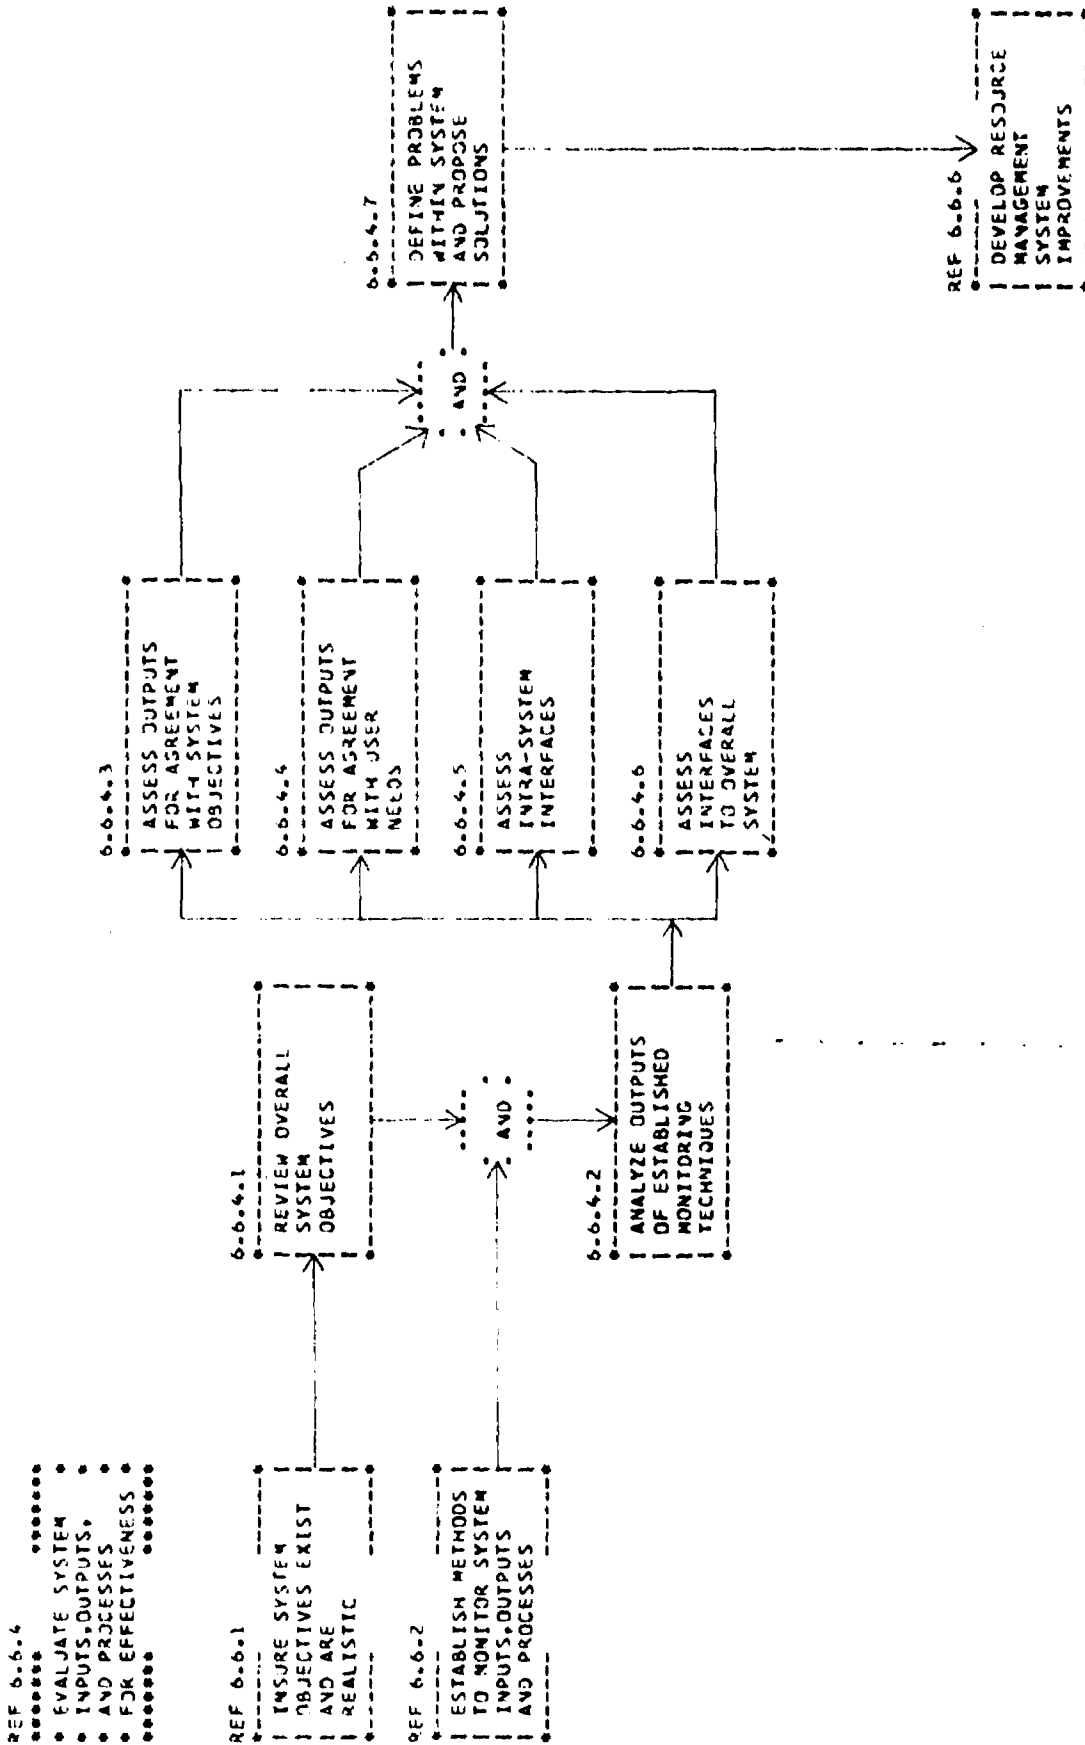 REF 6.6.4
EVALUATE SYSTEM
INPUTS,OUTPUTS,
AND PROCESSES
FOR EFFECTIVENESS
REF 6.6.1
INSURE SYSTEM
OBJECTIVES EXIST
AND ARE
REALISTIC
REF 6.6.2
ESTABLISH METHODS
TO MONITOR SYSTEM
INPUTS,OUTPUTS
AND PROCESSES
6.6.4.1
REVIEW OVERALL
SYSTEM
OBJECTIVES
AND
6.6.4.2
ANALYZE OUTPUTS
OF ESTABLISHED
MONITORING
TECHNIQUES
6.6.4.3
ASSESS OUTPUTS
FOR AGREEMENT
WITH SYSTEM
OBJECTIVES
6.6.4.4
ASSESS OUTPUTS
FOR AGREEMENT
WITH USER
NEEDS
6.6.4.5
ASSESS
INTRA-SYSTEM
INTERFACES
6.6.4.6
ASSESS
INTERFACES
TO OVERALL
SYSTEM
AND
6.6.4.7
DEFINE PROBLEMS
WITHIN SYSTEM
AND PROPOSE
SOLUTIONS
REF 6.6.6
DEVELOP RESOURCE
MANAGEMENT
SYSTEM
IMPROVEMENTS